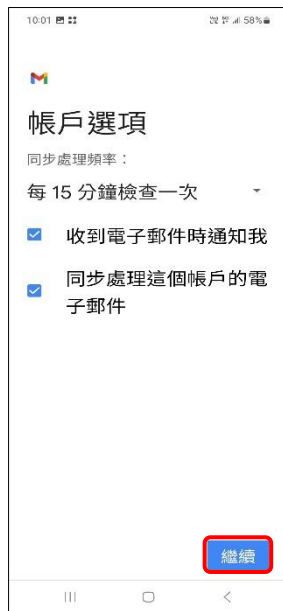 10:01 58%
帳戶選項
同步處理頻率：
每 15 分鐘檢查一次
收到電子郵件時通知我
同步處理這個帳戶的電
子郵件
繼續